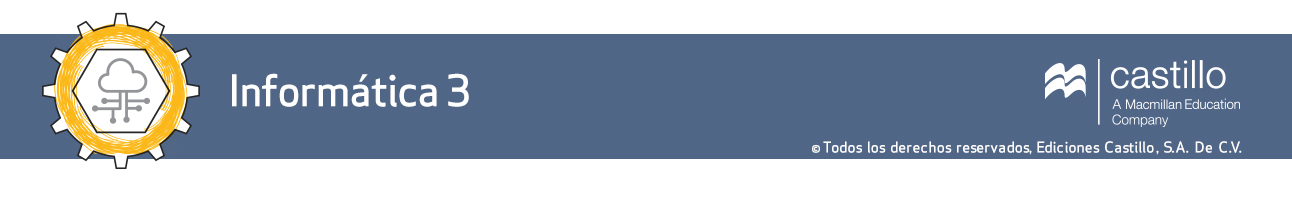 Informática 3
castillo
A Macmillan Education
Company
© Todos los derechos reservados, Ediciones Castillo, S.A. De C.V.